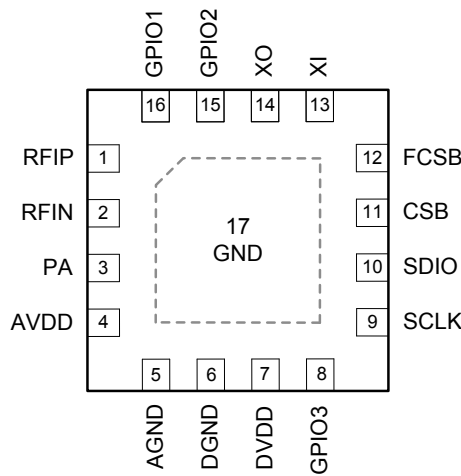 GPIO1
GPIO2
XO
XI
16
15
14
13
RFIP
1
12
FCSB
RFIN
2
11
CSB
17
GND
PA
3
10
SDIO
AVDD
4
9
SCLK
5
6
7
8
AGND
DGND
DVDD
GPIO3